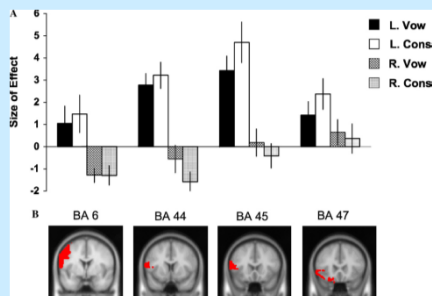 A
6
5
4
3
2
1
0
-1
-2
Size of Effect
L. Vow
L. Cons
R. Vow
R. Cons
B
BA 6
BA 44
BA 45
BA 47